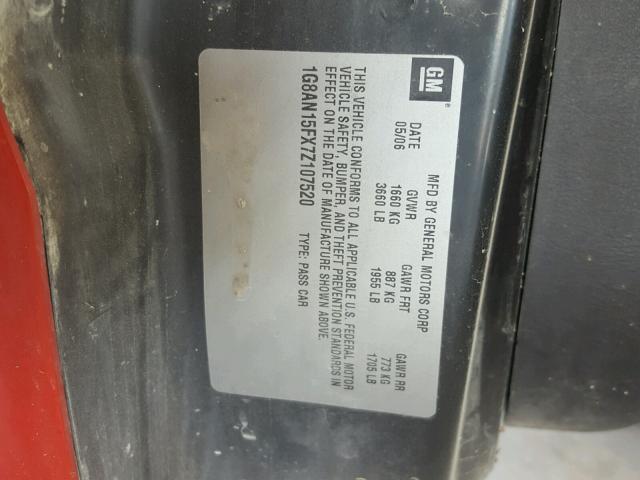 GM®
MFD BY GENERAL MOTORS CORP
DATE GVWR GAWR FRT GAWR RR
05/06 1660 KG 887 KG 773 KG
3660 LB 1955 LB 1705 LB
THIS VEHICLE CONFORMS TO ALL APPLICABLE U.S. FEDERAL MOTOR
VEHICLE SAFETY, BUMPER, AND THEFT PREVENTION STANDARDS IN
EFFECT ON THE DATE OF MANUFACTURE SHOWN ABOVE.
1G8AN15FX7Z107520 TYPE: PASS CAR